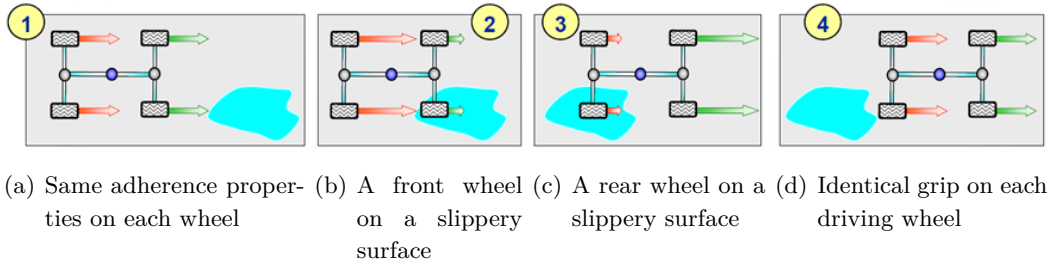 1
2
3
4
(a) Same adherence proper-
ties on each wheel
(b) A front wheel
on a slippery
surface
(c) A rear wheel on a
slippery surface
(d) Identical grip on each
driving wheel